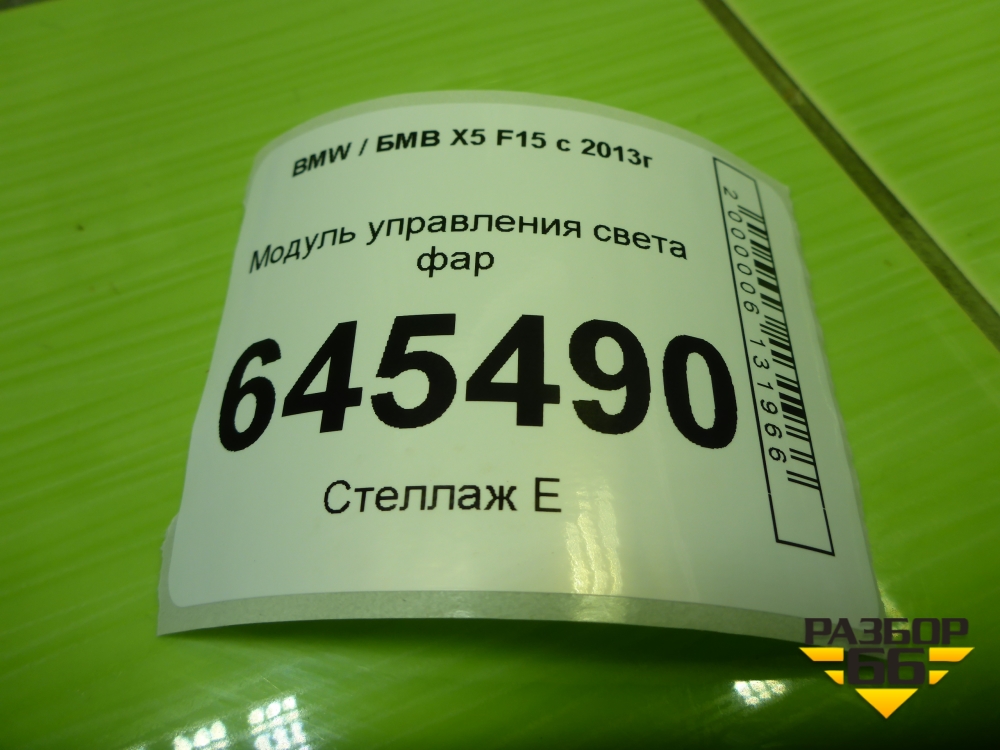 BMW / БМВ X5 F15 с 2013г
Модуль управления света
фар
645490
Стеллаж Е
2000006131966
РАЗБОР
66